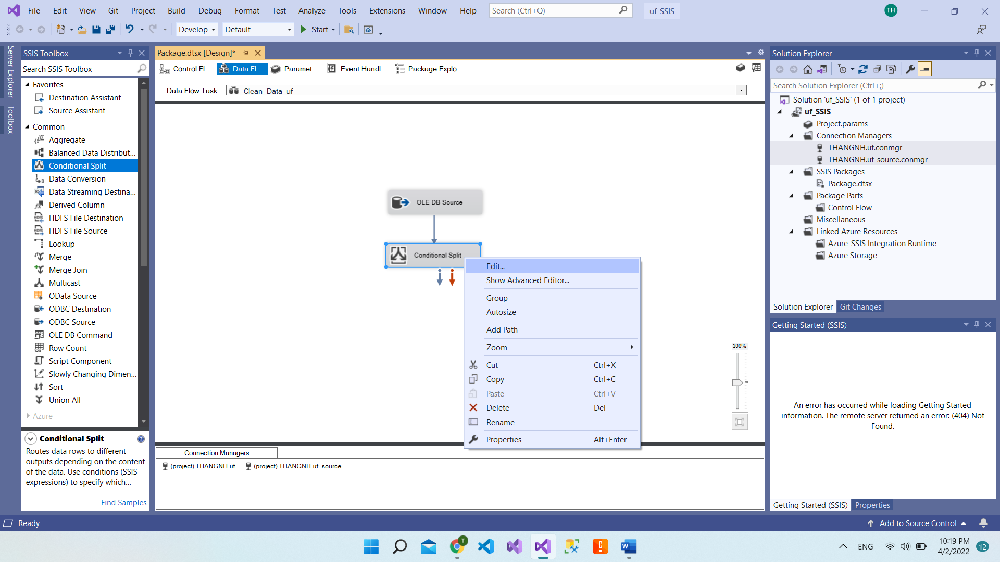 File Edit View Git Project Build Debug Format Test Analyze Tools Extensions Window Help Search (Ctrl+Q) uf_SSIS TH
Develop Default Start
Server Explorer
Toolbox
SSIS Toolbox
Search SSIS Toolbox
Favorites
Destination Assistant
Source Assistant
Common
Aggregate
Balanced Data Distribut...
Conditional Split
Data Conversion
Data Streaming Destina...
Derived Column
HDFS File Destination
HDFS File Source
Lookup
Merge
Merge Join
Multicast
OData Source
ODBC Destination
ODBC Source
OLE DB Command
Row Count
Script Component
Slowly Changing Dimen...
Sort
Union All
Azure
Conditional Split
Routes data rows to different
outputs depending on the content
of the data. Use conditions (SSIS
expressions) to specify which...
Find Samples
Package.dtsx [Design]*
Control Fl... Data Fl... Paramet... Event Handl... Package Explo...
Data Flow Task: Clean Data uf
OLE DB Source
Conditional Split
Edit...
Show Advanced Editor...
Group
Autosize
Add Path
Zoom
Cut Ctrl+X
Copy Ctrl+C
Paste Ctrl+V
Delete Del
Rename
Properties Alt+Enter
100%
Connection Managers
(project) THANGNH.uf (project) THANGNH.uf_source
Solution Explorer
Search Solution Explorer (Ctrl+;)
Solution 'uf_SSIS' (1 of 1 project)
uf_SSIS
Project.params
Connection Managers
THANGNH.uf.conmgr
THANGNH.uf_source.conmgr
SSIS Packages
Package.dtsx
Package Parts
Control Flow
Miscellaneous
Linked Azure Resources
Azure-SSIS Integration Runtime
Azure Storage
Solution Explorer Git Changes
Getting Started (SSIS)
An error has occurred while loading Getting Started
information. The remote server returned an error: (404) Not
Found.
Getting Started (SSIS) Properties
Ready Add to Source Control
T
ENG
10:19 PM
4/2/2022
12